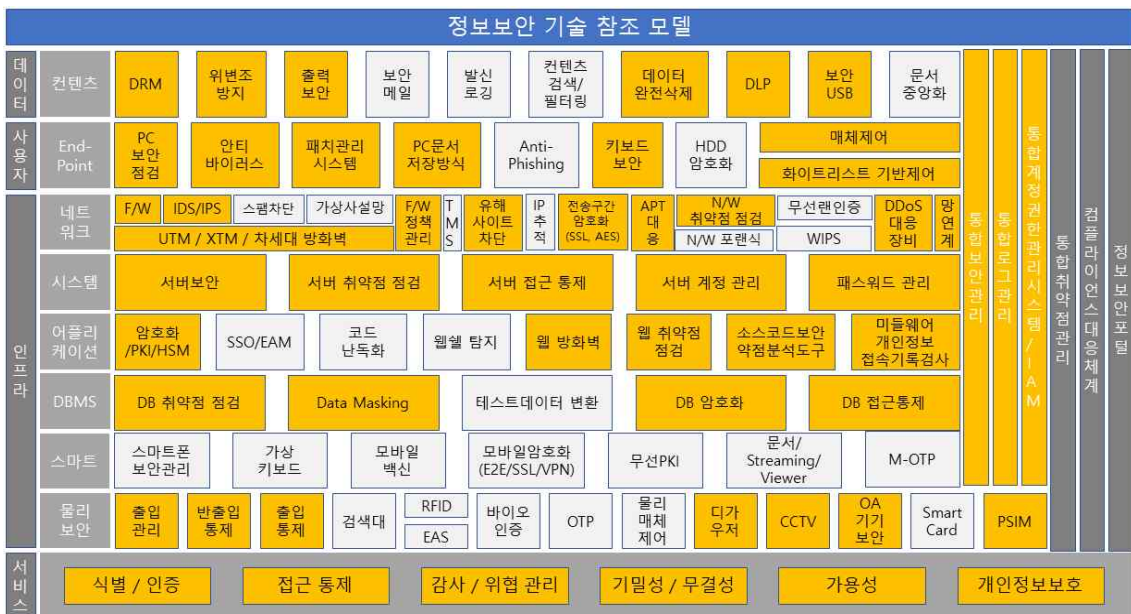 정보보안 기술 참조 모델
데이터
컨텐츠
DRM
위변조
방지
출력
보안
보안
메일
발신
로깅
컨텐츠
검색/
필터링
데이터
완전삭제
DLP
보안
USB
문서
중앙화
사용자
End-
Point
PC
보안
점검
안티
바이러스
패치관리
시스템
PC문서
저장방식
Anti-
Phishing
키보드
보안
HDD
암호화
매체제어
화이트리스트 기반제어
인프라
네트
워크
F/W
IDS/IPS
스팸차단
가상사설망
UTM / XTM / 차세대 방화벽
F/W
정책
관리
TMS
유해
사이트
차단
IP
추
적
전송구간
암호화
(SSL, AES)
APT
대
응
N/W
취약점 점검
N/W 포랜식
무선랜인증
WIPS
DDoS
대응
장비
망
연
계
시스템
서버보안
서버 취약점 점검
서버 접근 통제
서버 계정 관리
패스워드 관리
어플리
케이션
암호화
/PKI/HSM
SSO/EAM
코드
난독화
웹쉘 탐지
웹 방화벽
웹 취약점
점검
소스코드보안
약점분석도구
미들웨어
개인정보
접속기록검사
DBMS
DB 취약점 점검
Data Masking
테스트데이터 변환
DB 암호화
DB 접근통제
스마트
스마트폰
보안관리
가상
키보드
모바일
백신
모바일암호화
(E2E/SSL/VPN)
무선PKI
문서/
Streaming/
Viewer
M-OTP
물리
보안
출입
관리
반출입
통제
출입
통제
검색대
RFID
EAS
바이오
인증
OTP
물리
매체
제어
디가
우저
CCTV
OA
기기
보안
Smart
Card
PSIM
통합보안관리
통합로그관리
통합계정권한관리시스템/IAM
통합취약점관리
컴플라이언스대응체계
정보보안포털
서비스
식별 / 인증
접근 통제
감사 / 위협 관리
기밀성 / 무결성
가용성
개인정보보호